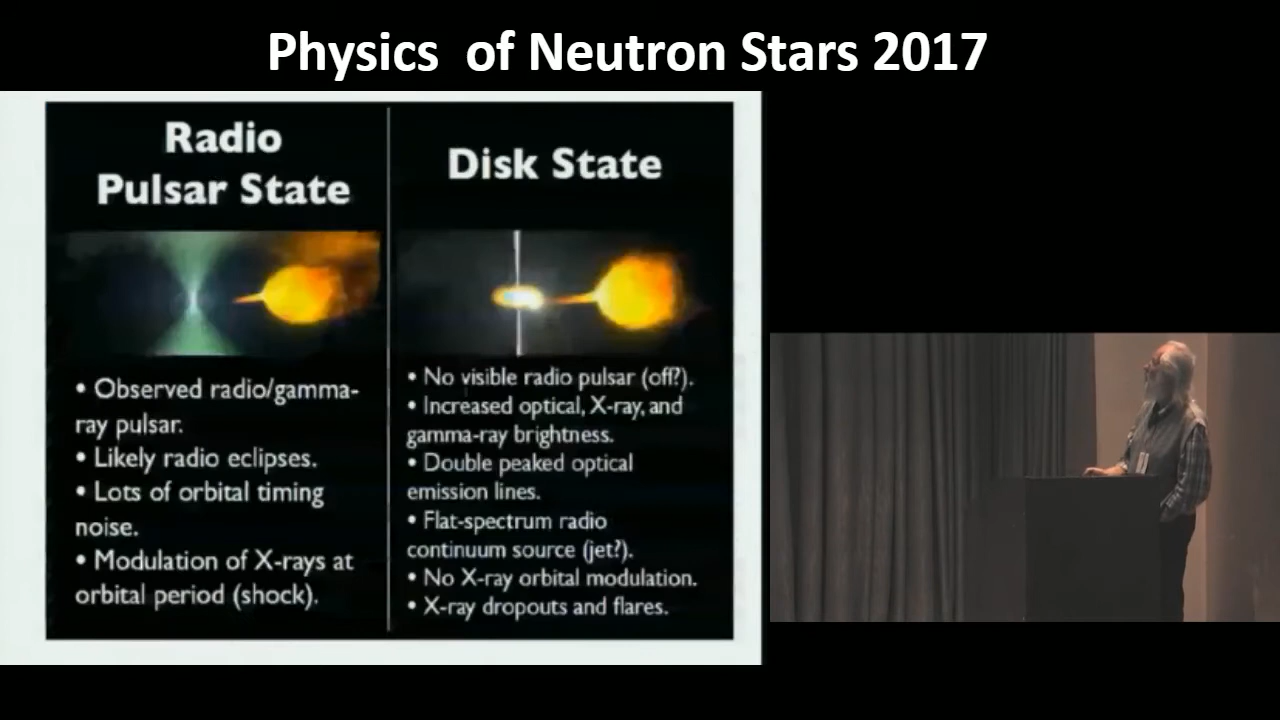 Physics of Neutron Stars 2017
Radio
Pulsar State
• Observed radio/gamma-
ray pulsar.
• Likely radio eclipses.
• Lots of orbital timing
noise.
• Modulation of X-rays at
orbital period (shock).
Disk State
• No visible radio pulsar (off?).
• Increased optical, X-ray, and
gamma-ray brightness.
• Double peaked optical
emission lines.
• Flat-spectrum radio
continuum source (jet?).
• No X-ray orbital modulation.
• X-ray dropouts and flares.